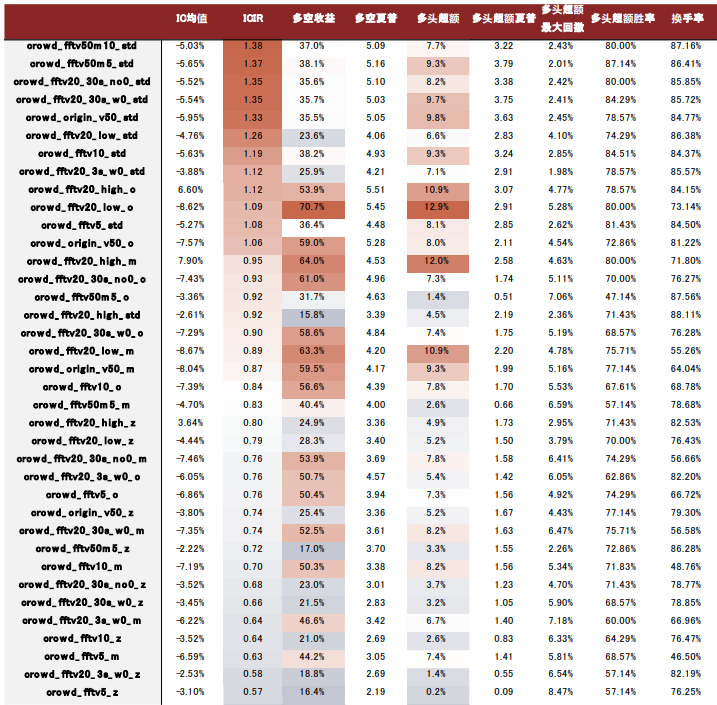 IC均值 ICIR 多空收益 多空夏普 多头超额 多头超额夏普 多头超额最大回撤 多头超额胜率 换手率
crowd_fftv50m10_std -5.03% 1.38 37.0% 5.09 7.7% 3.22 2.43% 80.00% 87.16%
crowd_fftv50m5_std -5.65% 1.37 38.1% 5.16 9.3% 3.79 2.01% 87.14% 86.41%
crowd_fftv20_30s_no0_std -5.52% 1.35 35.6% 5.10 8.2% 3.38 2.42% 80.00% 85.85%
crowd_fftv20_30s_w0_std -5.54% 1.35 35.7% 5.03 9.7% 3.75 2.41% 84.29% 85.72%
crowd_origin_v50_std -5.95% 1.33 35.5% 5.05 9.8% 3.63 2.45% 78.57% 84.77%
crowd_fftv20_low_std -4.76% 1.26 23.6% 4.06 6.6% 2.83 4.10% 74.29% 86.38%
crowd_fftv10_std -5.63% 1.19 38.2% 4.93 9.3% 3.24 2.85% 84.51% 84.37%
crowd_fftv20_3s_w0_std -3.88% 1.12 25.9% 4.21 7.1% 2.91 1.98% 78.57% 85.57%
crowd_fftv20_high_o 6.60% 1.12 53.9% 5.51 10.9% 3.07 4.77% 78.57% 84.15%
crowd_fftv20_low_o -8.62% 1.09 70.7% 5.45 12.9% 2.91 5.28% 80.00% 73.14%
crowd_fftv5_std -5.27% 1.08 36.4% 4.48 8.1% 2.85 2.62% 81.43% 84.50%
crowd_origin_v50_o -7.57% 1.06 59.0% 5.28 8.0% 2.11 4.54% 72.86% 81.22%
crowd_fftv20_high_m 7.90% 0.95 64.0% 4.53 12.0% 2.58 4.63% 80.00% 71.80%
crowd_fftv20_30s_no0_o -7.43% 0.93 61.0% 4.96 7.3% 1.74 5.11% 70.00% 76.27%
crowd_fftv50m5_o -3.36% 0.92 31.7% 4.63 1.4% 0.51 7.06% 47.14% 87.56%
crowd_fftv20_high_std -2.61% 0.92 15.8% 3.39 4.5% 2.19 2.36% 71.43% 88.11%
crowd_fftv20_30s_w0_o -7.29% 0.90 58.6% 4.84 7.4% 1.75 5.19% 68.57% 76.28%
crowd_fftv20_low_m -8.67% 0.89 63.3% 4.20 10.9% 2.20 4.78% 75.71% 55.26%
crowd_origin_v50_m -8.04% 0.87 59.5% 4.17 9.3% 1.99 5.16% 77.14% 64.04%
crowd_fftv10_o -7.39% 0.84 56.6% 4.39 7.8% 1.70 5.53% 67.61% 68.78%
crowd_fftv50m5_m -4.70% 0.83 40.4% 4.00 2.6% 0.66 6.59% 57.14% 78.68%
crowd_fftv20_high_z 3.64% 0.80 24.9% 3.36 4.9% 1.73 2.95% 71.43% 82.53%
crowd_fftv20_low_z -4.44% 0.79 28.3% 3.40 5.2% 1.50 3.79% 70.00% 76.43%
crowd_fftv20_30s_no0_m -7.46% 0.76 53.9% 3.69 7.8% 1.58 6.41% 74.29% 56.66%
crowd_fftv20_3s_w0_o -6.05% 0.76 50.7% 4.57 5.4% 1.42 6.05% 62.86% 82.20%
crowd_fftv5_o -6.86% 0.76 50.4% 3.94 7.3% 1.56 4.92% 74.29% 66.72%
crowd_origin_v50_z -3.80% 0.74 25.4% 3.36 5.2% 1.67 4.43% 77.14% 79.30%
crowd_fftv20_30s_w0_m -7.35% 0.74 52.5% 3.61 8.2% 1.63 6.47% 75.71% 56.58%
crowd_fftv50m5_z -2.22% 0.72 17.0% 3.70 3.3% 1.55 2.26% 72.86% 86.28%
crowd_fftv10_m -7.19% 0.70 50.3% 3.38 8.2% 1.56 5.34% 71.83% 48.76%
crowd_fftv20_30s_no0_z -3.52% 0.68 23.0% 3.01 3.7% 1.23 4.70% 71.43% 78.77%
crowd_fftv20_30s_w0_z -3.45% 0.66 21.5% 2.83 3.2% 1.05 5.90% 68.57% 78.85%
crowd_fftv20_3s_w0_m -6.22% 0.64 46.6% 3.42 6.7% 1.40 7.18% 60.00% 66.96%
crowd_fftv10_z -3.52% 0.64 21.0% 2.69 2.6% 0.83 6.33% 64.29% 76.47%
crowd_fftv5_m -6.59% 0.63 44.2% 3.05 7.4% 1.41 5.81% 68.57% 46.50%
crowd_fftv20_3s_w0_z -2.53% 0.58 18.8% 2.69 1.4% 0.55 6.54% 57.14% 82.19%
crowd_fftv5_z -3.10% 0.57 16.4% 2.19 0.2% 0.09 8.47% 57.14% 76.25%